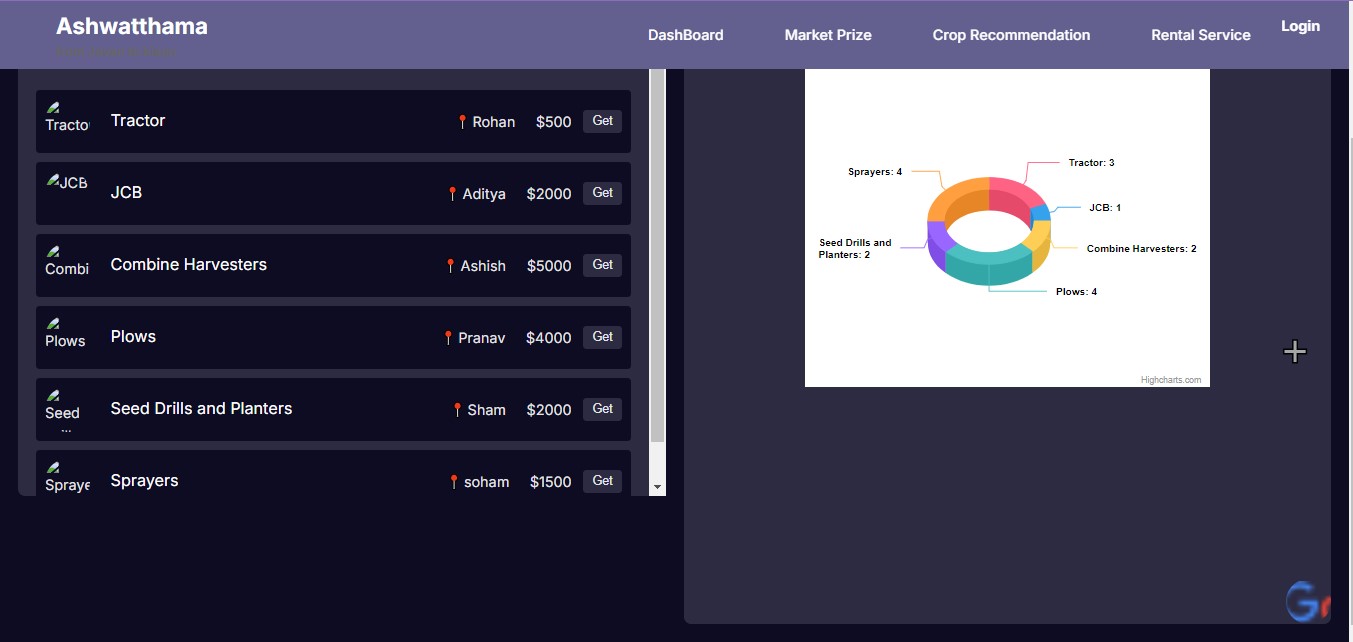 Ashwatthama
DashBoard
Market Prize
Crop Recommendation
Rental Service
Login
Tracto
Tractor
Rohan
$500
Get
JCB
JCB
Aditya
$2000
Get
Combi
Combine Harvesters
Ashish
$5000
Get
Plows
Plows
Pranav
$4000
Get
Seed
...
Seed Drills and Planters
Sham
$2000
Get
Spraye
Sprayers
soham
$1500
Get
Sprayers: 4
Tractor: 3
JCB: 1
Seed Drills and
Planters: 2
Combine Harvesters: 2
Plows: 4
Highcharts.com